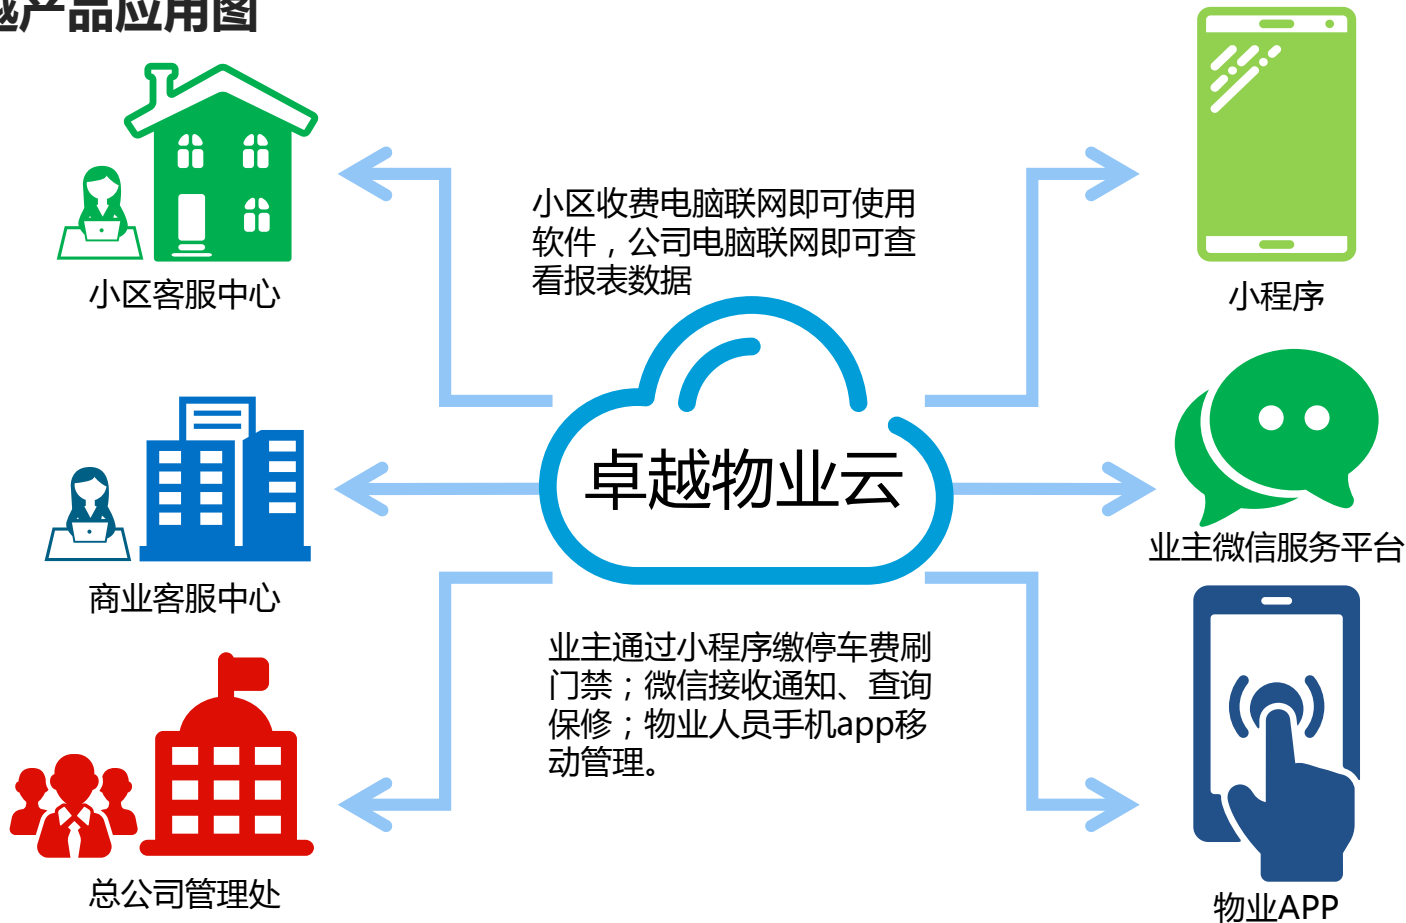 越产品应用图
小区收费电脑联网即可使用
软件，公司电脑联网即可查
看报表数据
小区客服中心
小程序
卓越物业云
业主微信服务平台
商业客服中心
业主通过小程序缴停车费刷
门禁；微信接收通知、查询
保修；物业人员手机app移
动管理。
总公司管理处
物业APP